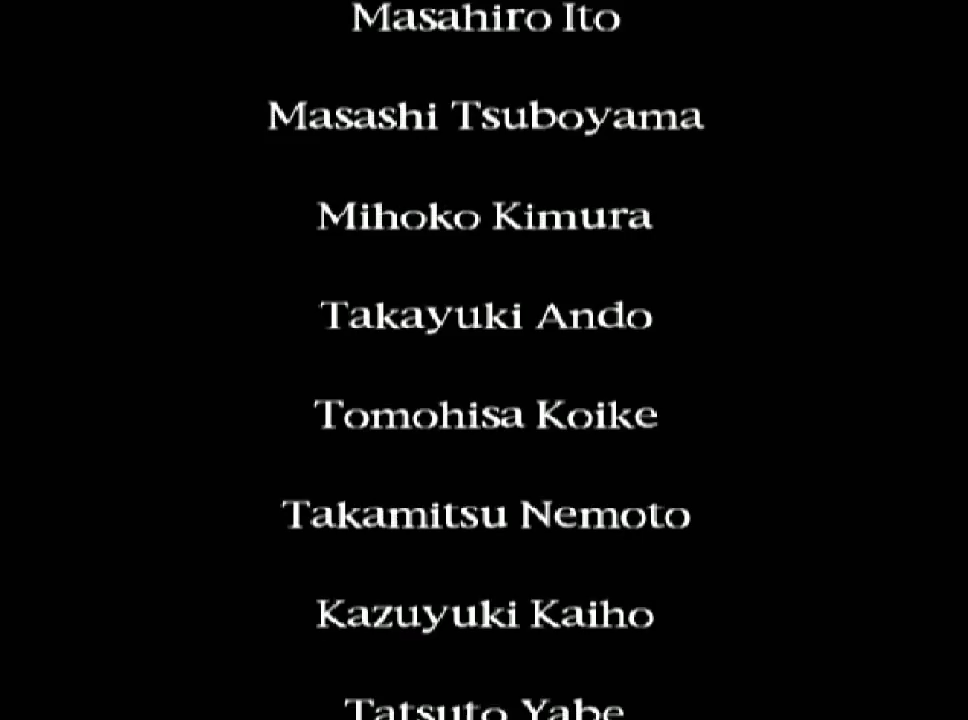 Masahiro Ito
Masashi Tsuboyama
Mihoko Kimura
Takayuki Ando
Tomohisa Koike
Takamitsu Nemoto
Kazuyuki Kaiho
Tatsuto Yabe